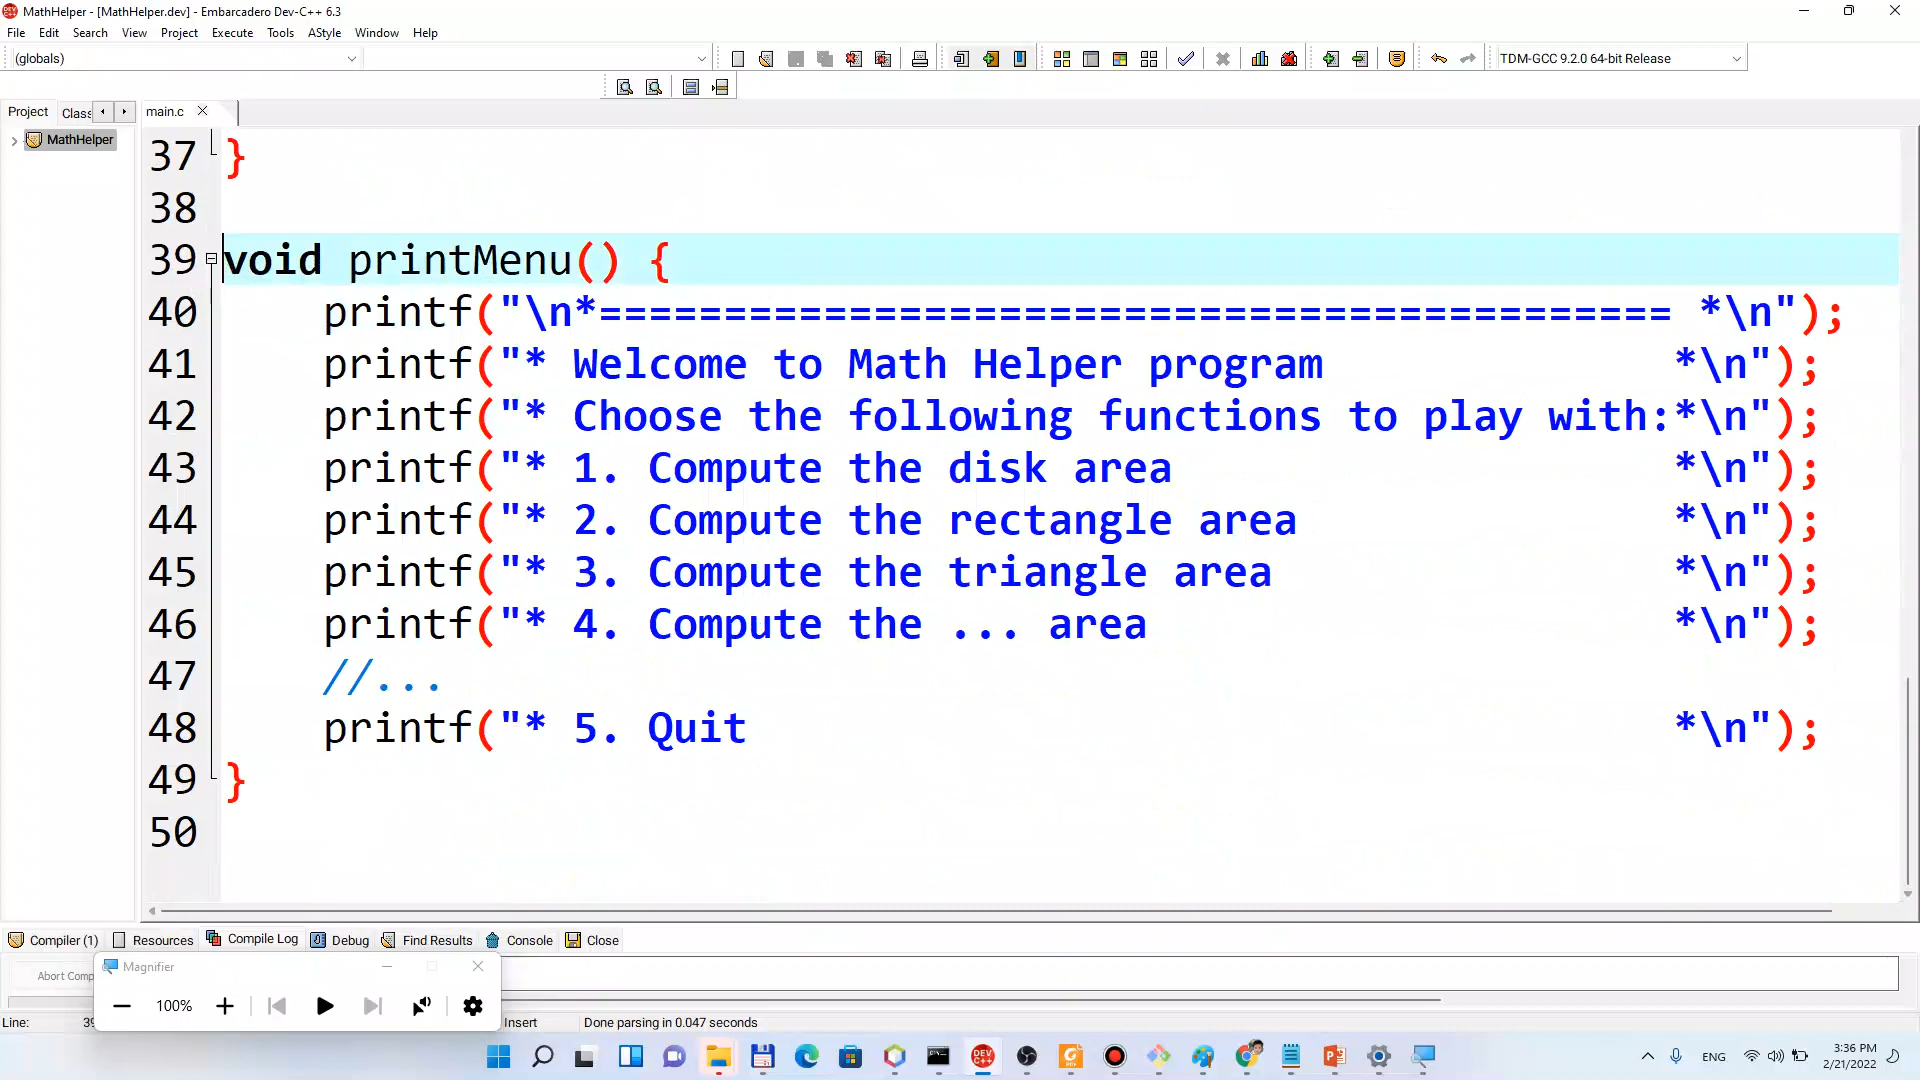 MathHelper - [MathHelper.dev] - Embarcadero Dev-C++ 6.3
File Edit Search View Project Execute Tools AStyle Window Help
(globals)
TDM-GCC 9.2.0 64-bit Release
Project Class main.c
MathHelper
37 }
38
39 void printMenu() {
40 printf("\n*=========================================== *\n");
41 printf("* Welcome to Math Helper program              *\n");
42 printf("* Choose the following functions to play with:*\n");
43 printf("* 1. Compute the disk area                    *\n");
44 printf("* 2. Compute the rectangle area               *\n");
45 printf("* 3. Compute the triangle area                *\n");
46 printf("* 4. Compute the ... area                     *\n");
47 //...
48 printf("* 5. Quit                                     *\n");
49 }
50
Compiler (1) Resources Compile Log Debug Find Results Console Close
Abort Comp
Magnifier
100%
Line: 39 Insert Done parsing in 0.047 seconds
DEV C++
ENG
3:36 PM
2/21/2022